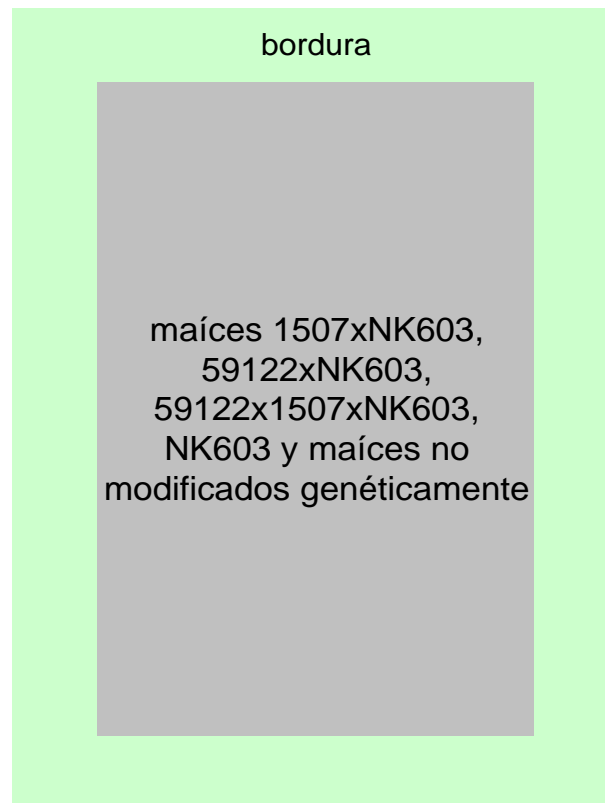 bordura
maíces 1507xNK603,
59122xNK603,
59122x1507xNK603,
NK603 y maíces no
modificados genéticamente